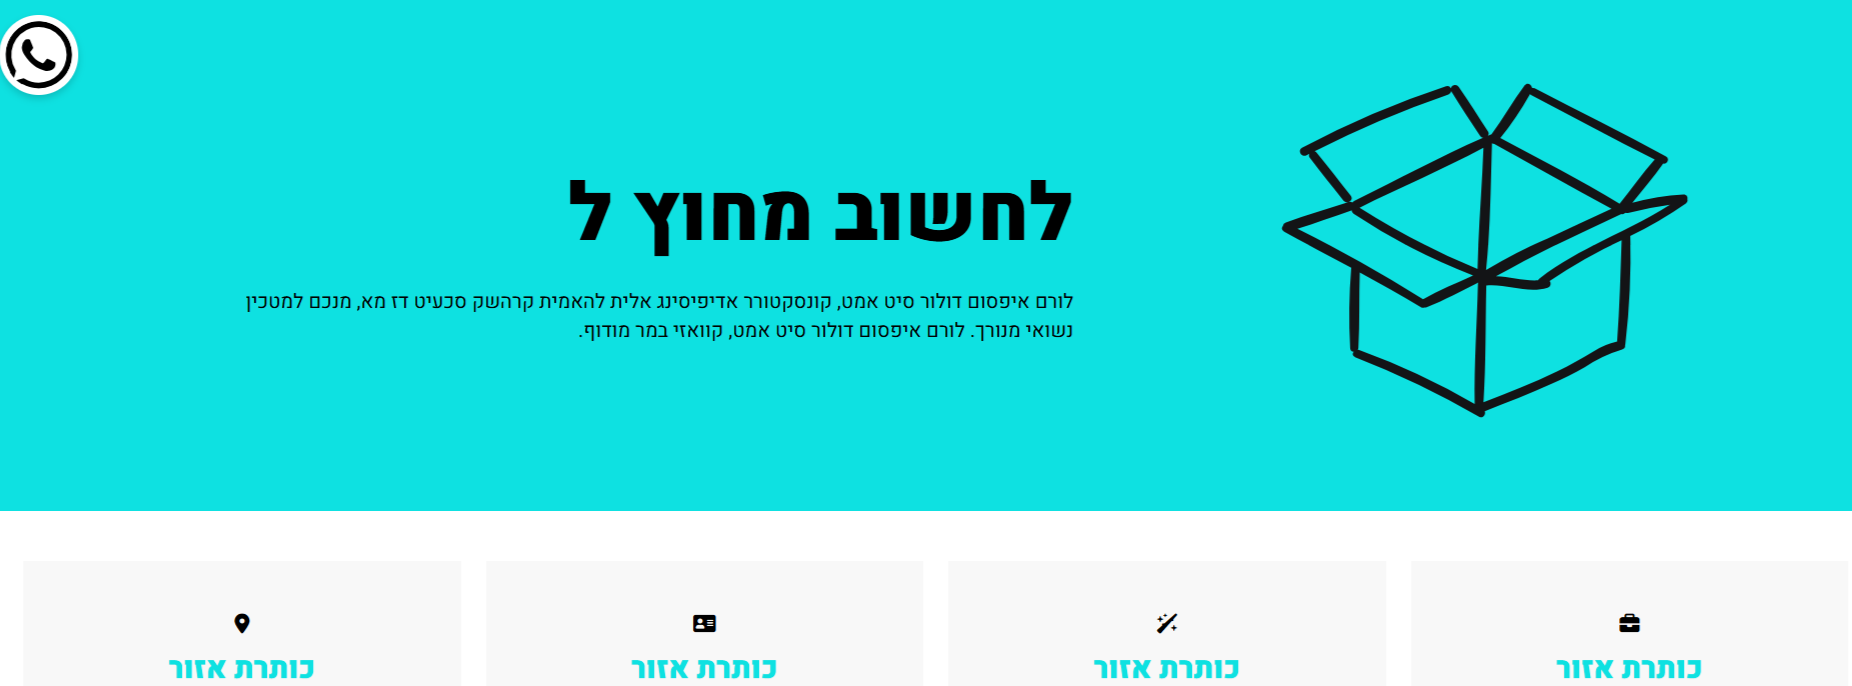 לחשוב מחוץ ל
לורם איפסום דולור סיט אמט, קונסקטורר אדיפיסינג אלית להאמית קרהשק סכעיט דז מא, מנכם למטכין
נשואי מנורך. לורם איפסום דולור סיט אמט, קוואזי במר מודוף.
כותרת אזור
כותרת אזור
כותרת אזור
כותרת אזור